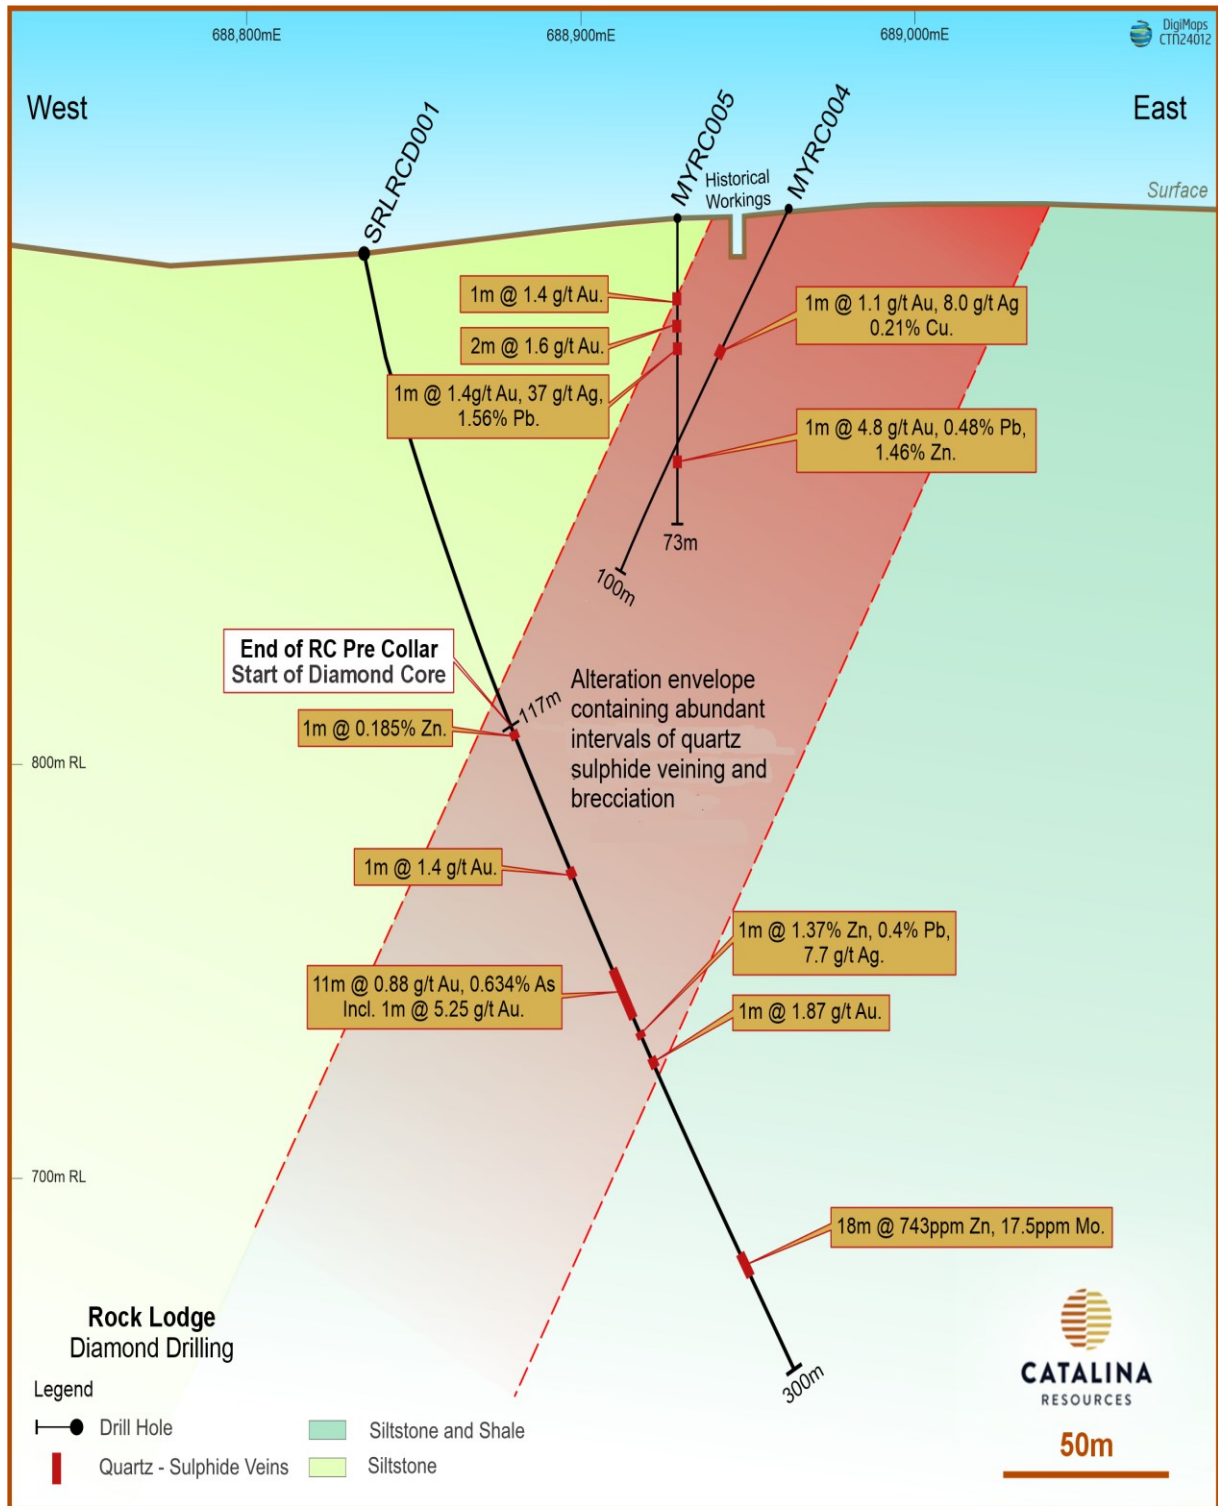 688,800mE
688,900mE
689,000mE
DigiMaps
CTN24012
West
East
SRLRCD001
MYRC005
MYRC004
Historical
Workings
Surface
1m @ 1.4 g/t Au.
2m @ 1.6 g/t Au.
1m @ 1.4g/t Au, 37 g/t Ag,
1.56% Pb.
1m @ 1.1 g/t Au, 8.0 g/t Ag
0.21% Cu.
1m @ 4.8 g/t Au, 0.48% Pb,
1.46% Zn.
73m
100m
End of RC Pre Collar
Start of Diamond Core
117m
1m @ 0.185% Zn.
Alteration envelope
containing abundant
intervals of quartz
sulphide veining and
brecciation
800m RL
1m @ 1.4 g/t Au.
1m @ 1.37% Zn, 0.4% Pb,
7.7 g/t Ag.
11m @ 0.88 g/t Au, 0.634% As
Incl. 1m @ 5.25 g/t Au.
1m @ 1.87 g/t Au.
700m RL
18m @ 743ppm Zn, 17.5ppm Mo.
300m
Rock Lodge
Diamond Drilling
Legend
Drill Hole
Quartz - Sulphide Veins
Siltstone and Shale
Siltstone
CATALINA
RESOURCES
50m